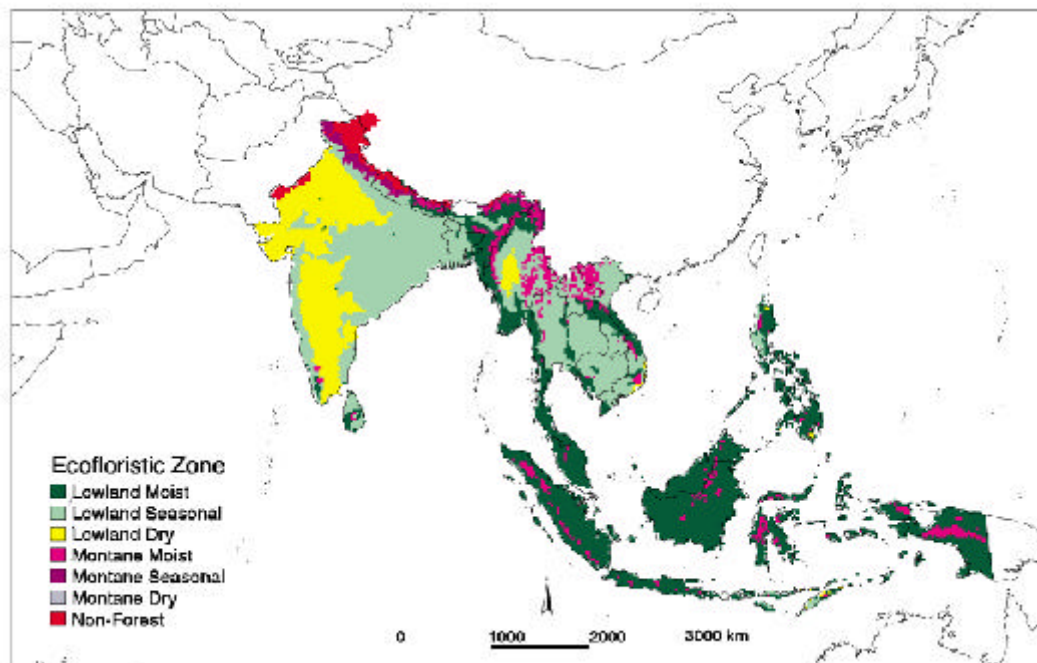 Ecofloristic Zone
Lowland Moist
Lowland Seasonal
Lowland Dry
Montane Moist
Montane Seasonal
Montane Dry
Non-Forest
0 1000 2000 3000 km